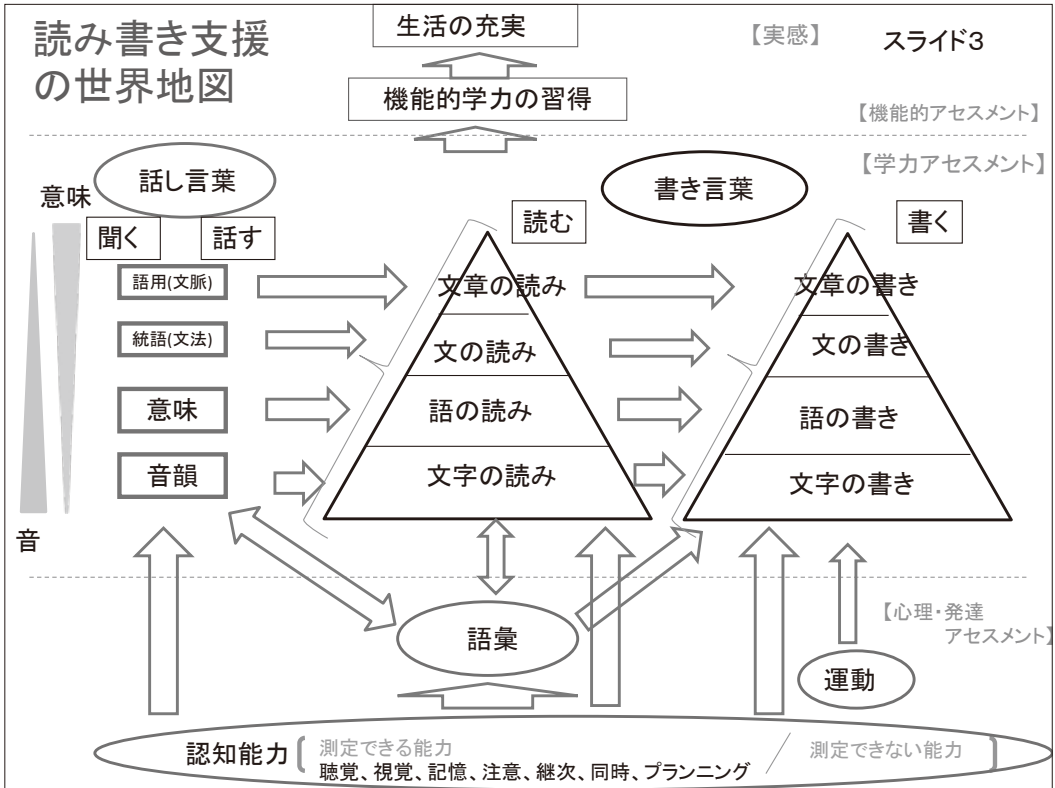 読み書き支援
の世界地図
生活の充実
【実感】
スライド3
機能的学力の習得
【機能的アセスメント】
【学力アセスメント】
話し言葉
書き言葉
意味
聞く
話す
読む
書く
語用(文脈)
文章の読み
文章の書き
統語(文法)
文の読み
文の書き
意味
語の読み
語の書き
音韻
文字の読み
文字の書き
音
語彙
【心理・発達
アセスメント】
運動
認知能力
測定できる能力
聴覚、視覚、記憶、注意、継次、同時、プランニング
測定できない能力